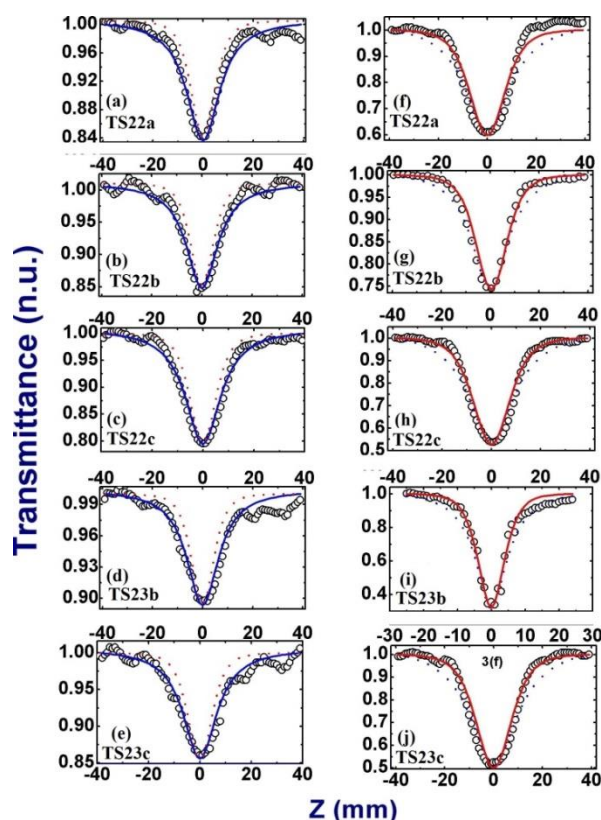 Transmittance (n.u.)
1.00
0.96
0.92
0.88
0.84
(a)
TS22a
-40 -20 0 20 40
1.00
0.95
0.90
0.85
(b)
TS22b
-40 -20 0 20 40
1.00
0.95
0.90
0.85
0.80
(c)
TS22c
-40 -20 0 20 40
0.99
0.96
0.93
0.90
(d)
TS23b
-40 -20 0 20 40
1.00
0.95
0.90
0.85
(e)
TS23c
-40 -20 0 20 40
1.0
0.9
0.8
0.7
0.6
(f)
TS22a
-40 -20 0 20 40
1.00
0.95
0.90
0.85
0.80
0.75
(g)
TS22b
-40 -20 0 20 40
1.0
0.9
0.8
0.7
0.6
0.5
(h)
TS22c
-40 -20 0 20 40
1.0
0.8
0.6
0.4
(i)
TS23b
-30 -20 -10 0 10 20 30
1.0
0.9
0.8
0.7
0.6
0.5
3(f)
(j)
TS23c
-40 -20 0 20 40
Z (mm)